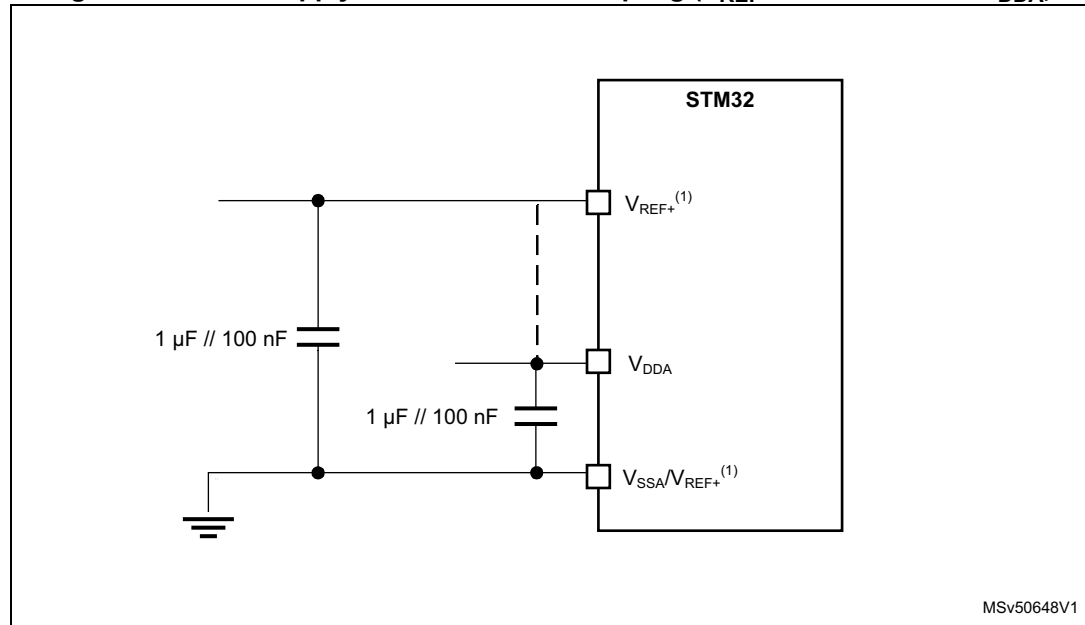 STM32
VREF+(1)
1 µF // 100 nF
VDDA
1 µF // 100 nF
VSSA/VREF+(1)
MSv50648V1